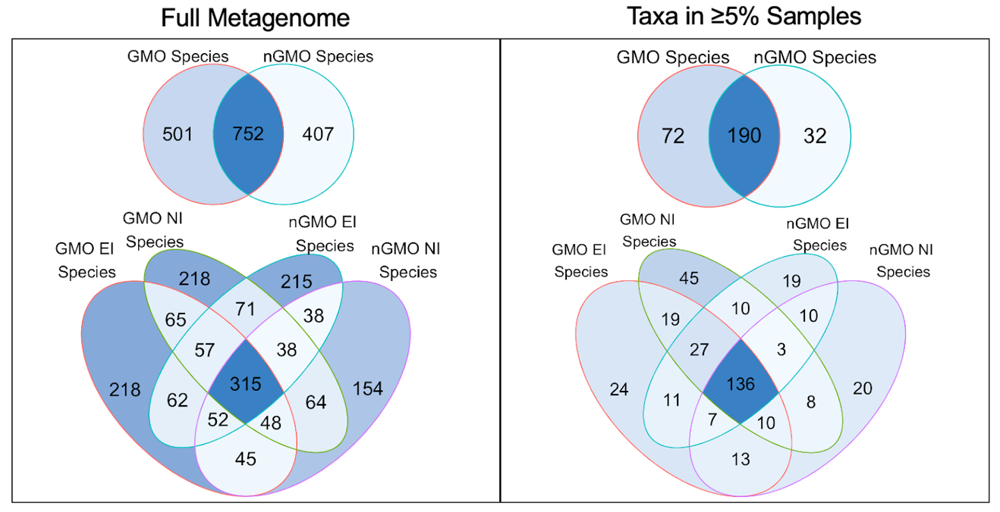 Full Metagenome
GMO Species
nGMO Species
501
752
407
GMO NI
Species
nGMO EI
Species
GMO EI
Species
nGMO NI
Species
218
215
71
38
65
57
38
315
218
62
64
154
52
48
45
Taxa in ≥5% Samples
GMO Species
nGMO Species
72
190
32
GMO NI
Species
nGMO EI
Species
GMO EI
Species
nGMO NI
Species
45
19
10
10
19
27
3
136
24
11
8
20
7
10
13